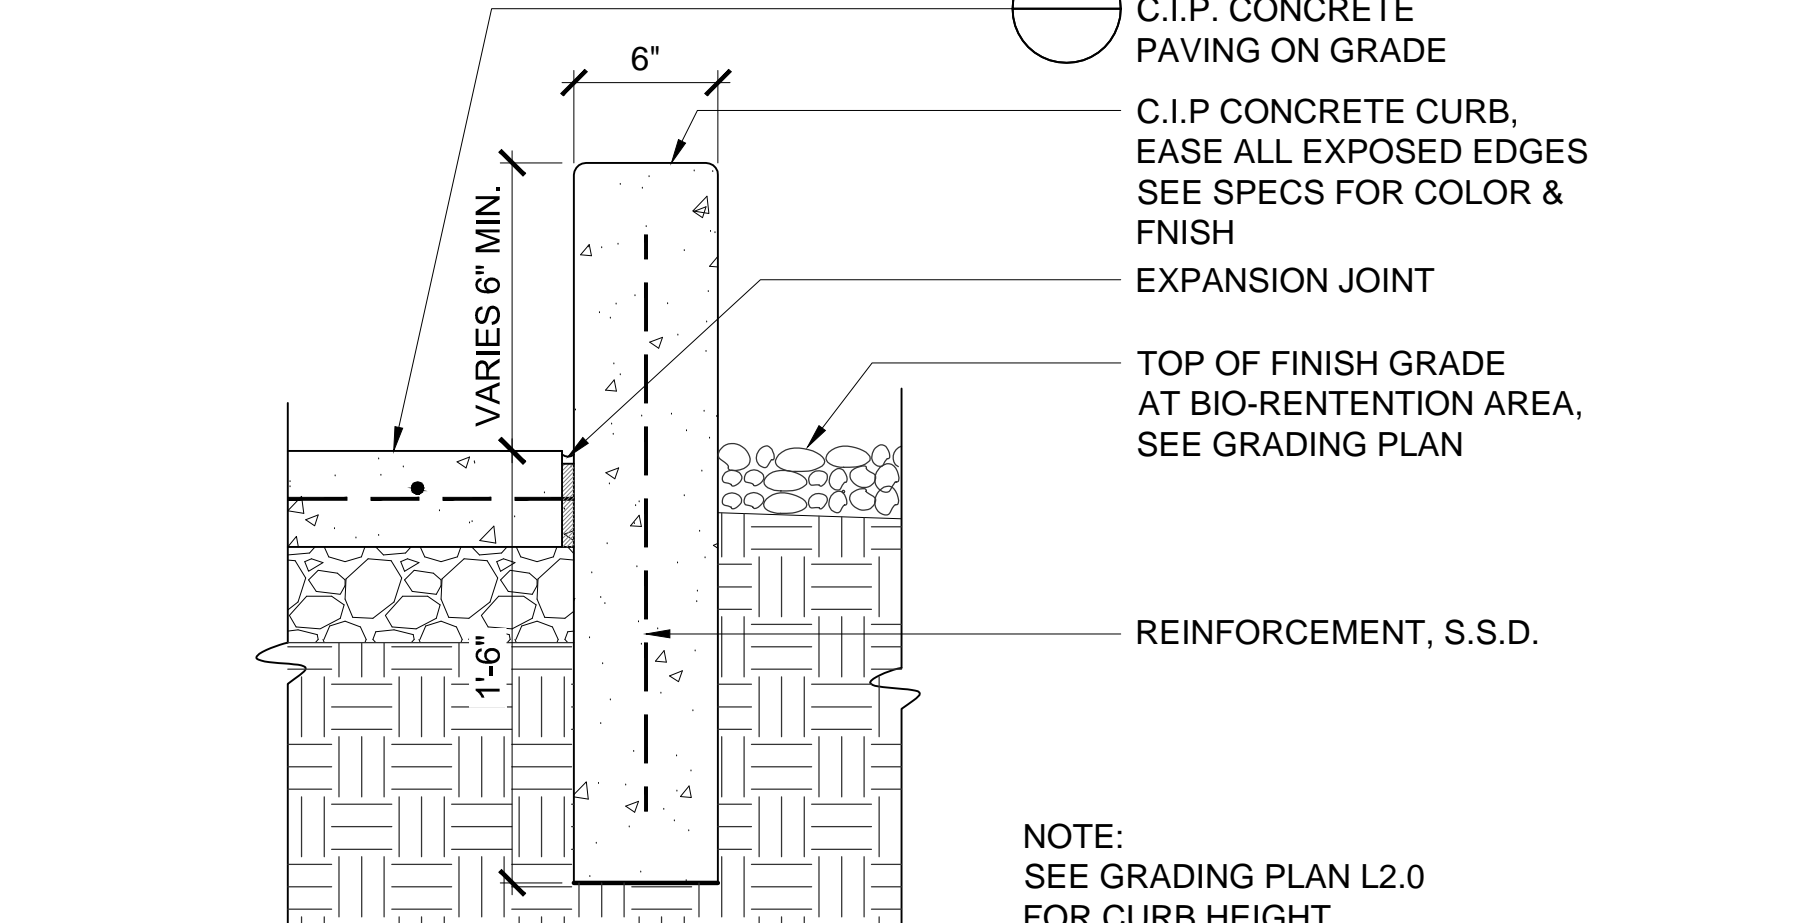 C.I.P. CONCRETE
PAVING ON GRADE
6"
C.I.P CONCRETE CURB,
EASE ALL EXPOSED EDGES
SEE SPECS FOR COLOR &
FNISH
VARIES 6" MIN.
EXPANSION JOINT
TOP OF FINISH GRADE
AT BIO-RENTENTION AREA,
SEE GRADING PLAN
1'-6"
REINFORCEMENT, S.S.D.
NOTE:
SEE GRADING PLAN L2.0
FOR CURB HEIGHT